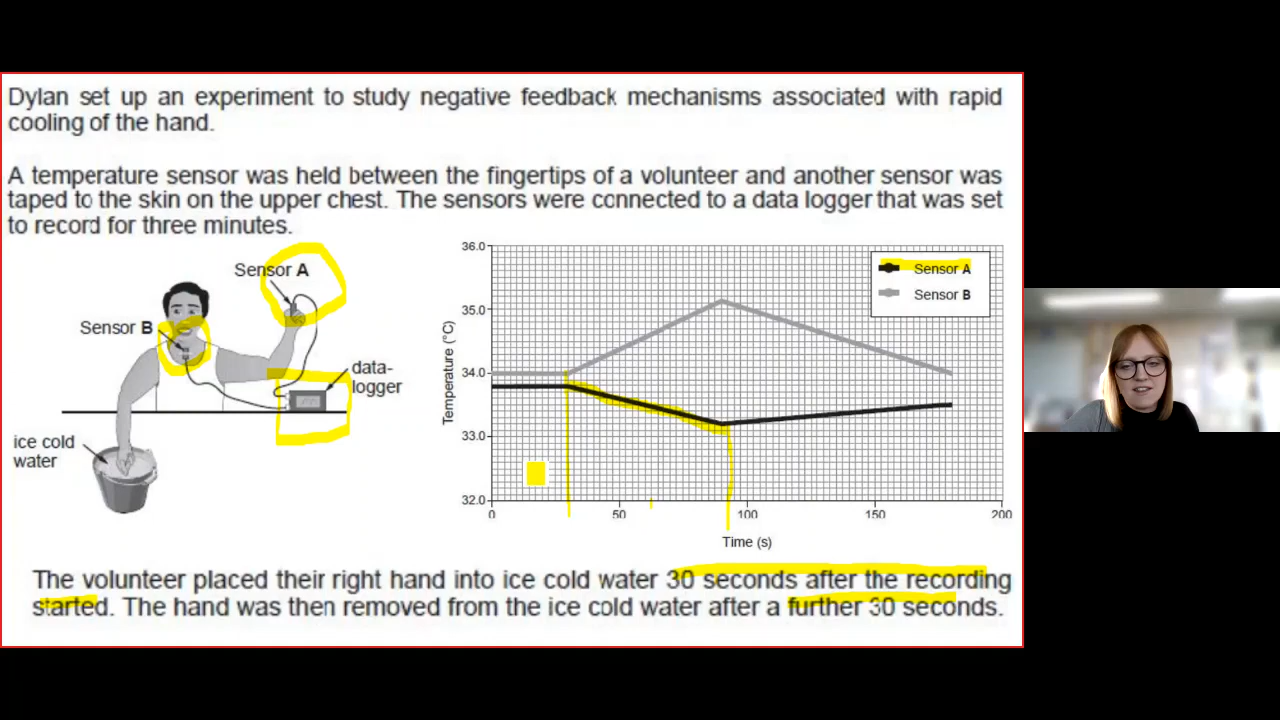 Dylan set up an experiment to study negative feedback mechanisms associated with rapid
cooling of the hand.
A temperature sensor was held between the fingertips of a volunteer and another sensor was
taped to the skin on the upper chest. The sensors were connected to a data logger that was set
to record for three minutes.
Sensor A
Sensor B
data-
logger
ice cold
water
36.0
35.0
34.0
33.0
32.0
Temperature (°C)
0 50 100 150 200
Time (s)
Sensor A
Sensor B
The volunteer placed their right hand into ice cold water 30 seconds after the recording
started. The hand was then removed from the ice cold water after a further 30 seconds.